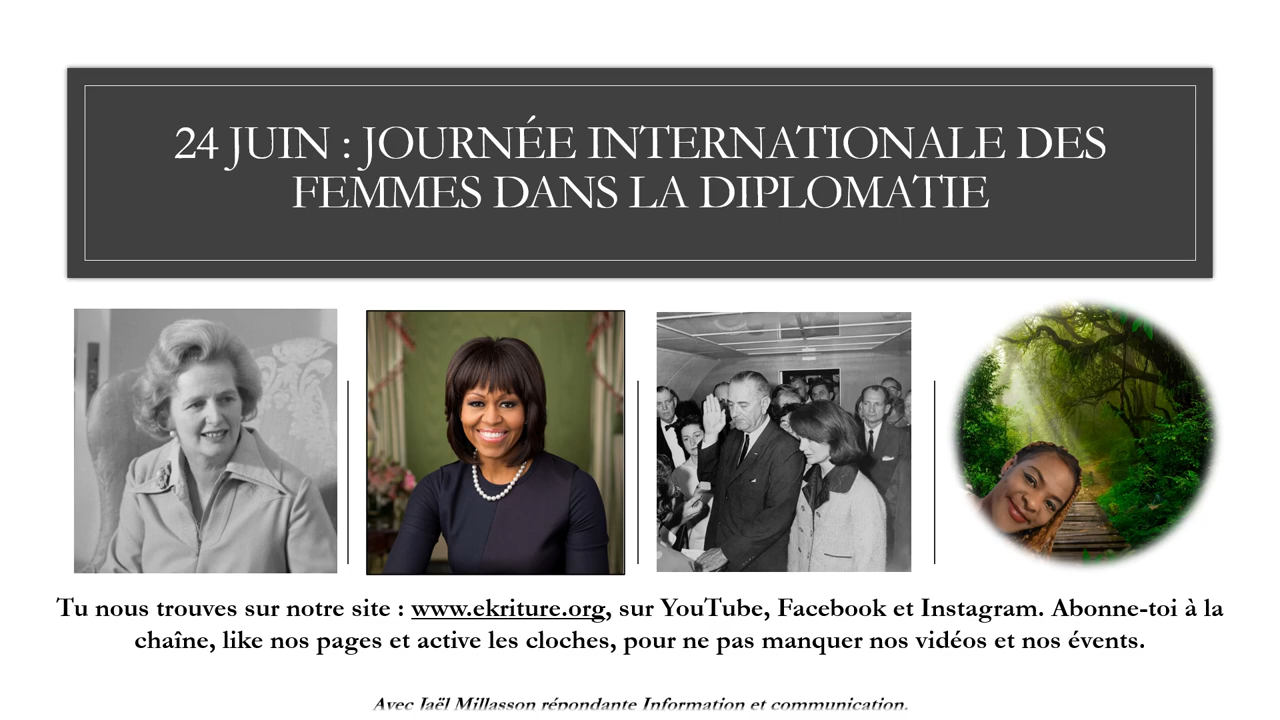 24 JUIN : JOURNÉE INTERNATIONALE DES
FEMMES DANS LA DIPLOMATIE
Tu nous trouves sur notre site : www.ekriture.org, sur YouTube, Facebook et Instagram. Abonne-toi à la
chaîne, like nos pages et active les cloches, pour ne pas manquer nos vidéos et nos évents.
Avec Jaël Millasson répondante Information et communication.